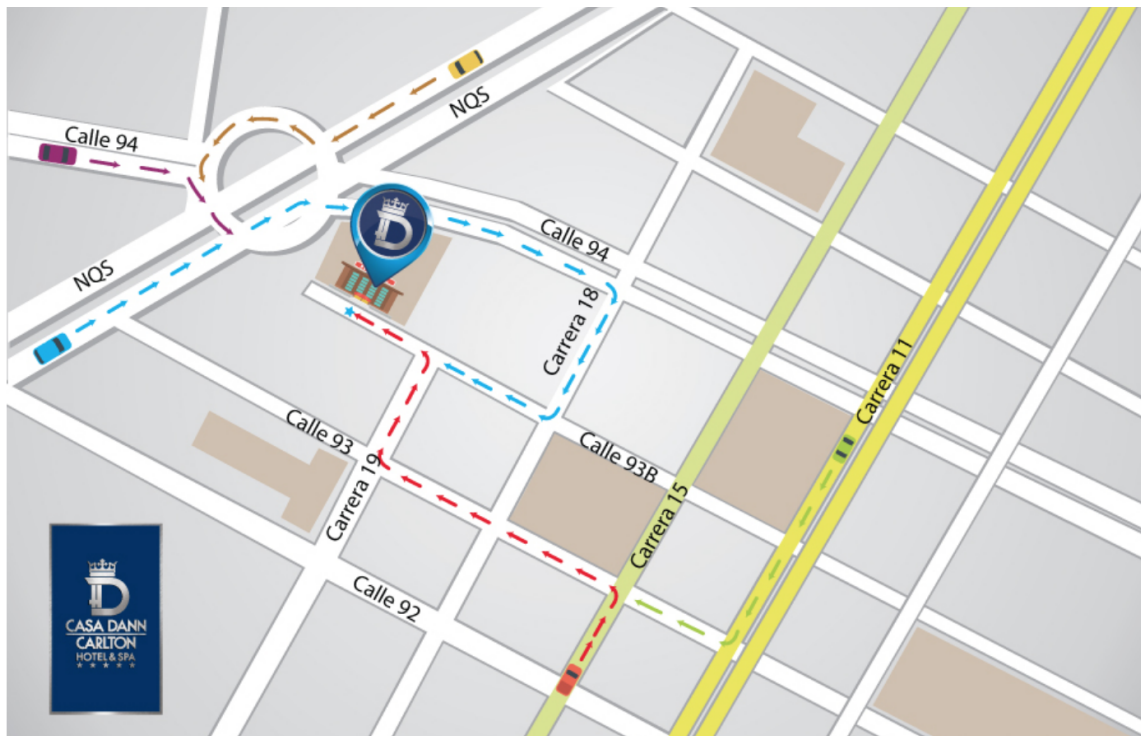 Calle 94
NQS
NQS
D
Calle 94
Carrera 18
Carrera 11
Calle 93
Calle 93B
Carrera 19
Carrera 15
Calle 92
D
CASA DANN
CARLTON
HOTEL & SPA